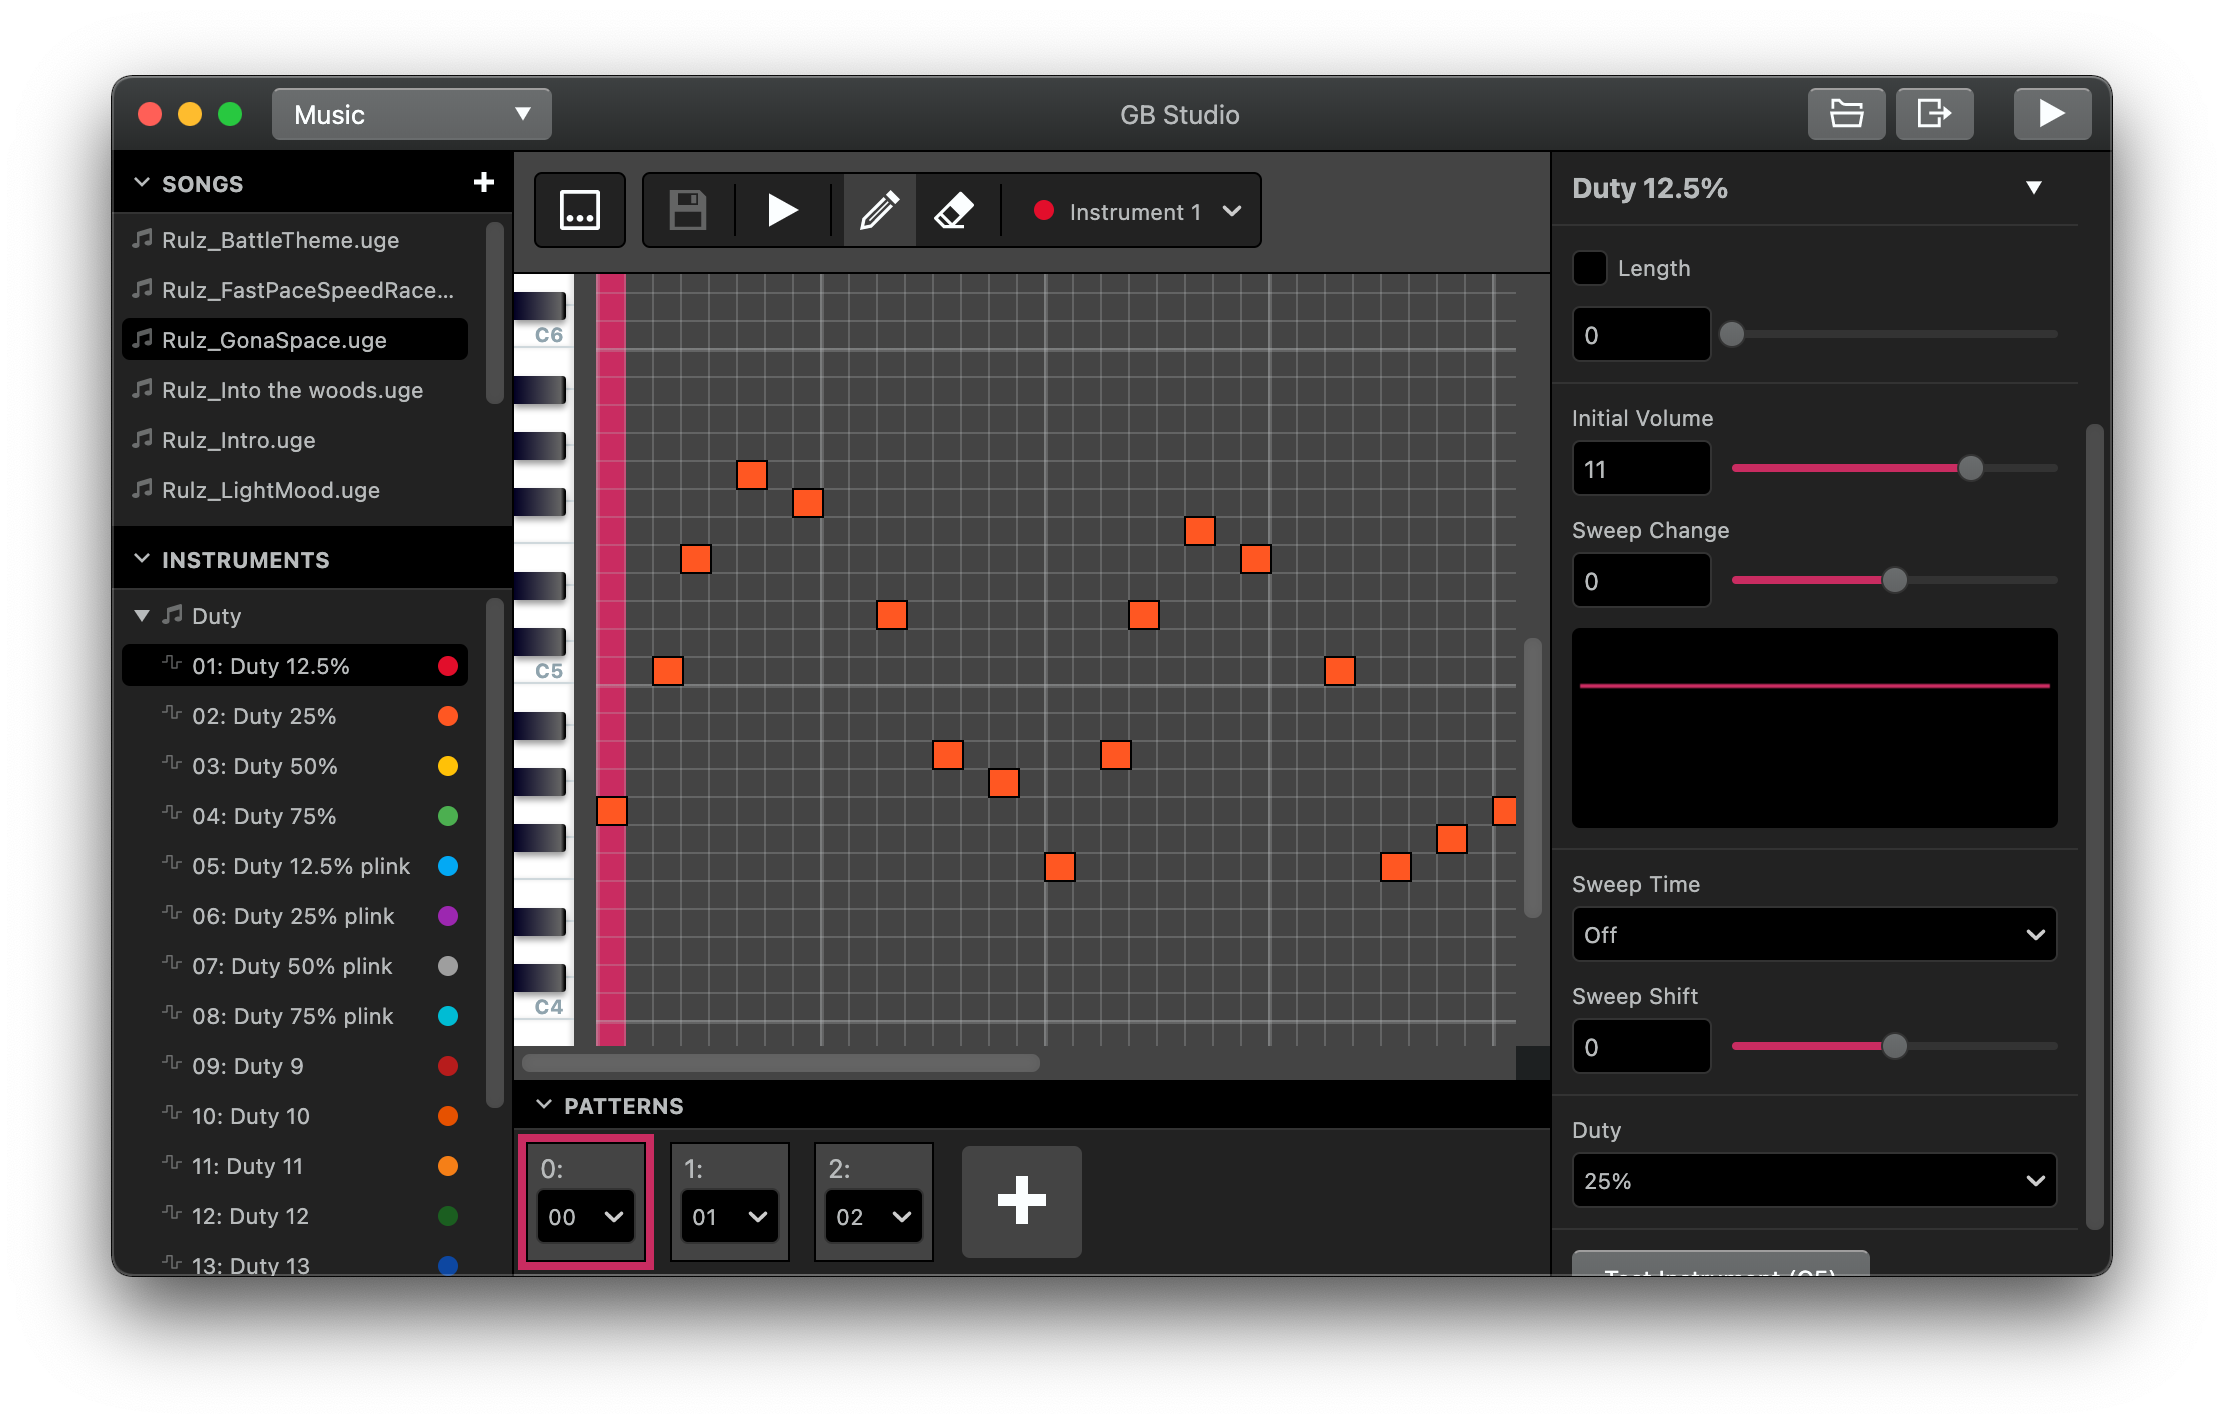 Music
GB Studio
SONGS
Rulz_BattleTheme.uge
Rulz_FastPaceSpeedRace...
Rulz_GonaSpace.uge
Rulz_Into the woods.uge
Rulz_Intro.uge
Rulz_LightMood.uge
INSTRUMENTS
Duty
01: Duty 12.5%
02: Duty 25%
03: Duty 50%
04: Duty 75%
05: Duty 12.5% plink
06: Duty 25% plink
07: Duty 50% plink
08: Duty 75% plink
09: Duty 9
10: Duty 10
11: Duty 11
12: Duty 12
13: Duty 13
Instrument 1
C6
C5
C4
PATTERNS
0:
00
1:
01
2:
02
Duty 12.5%
Length
0
Initial Volume
11
Sweep Change
0
Sweep Time
Off
Sweep Shift
0
Duty
25%
Test Instrument (C5)